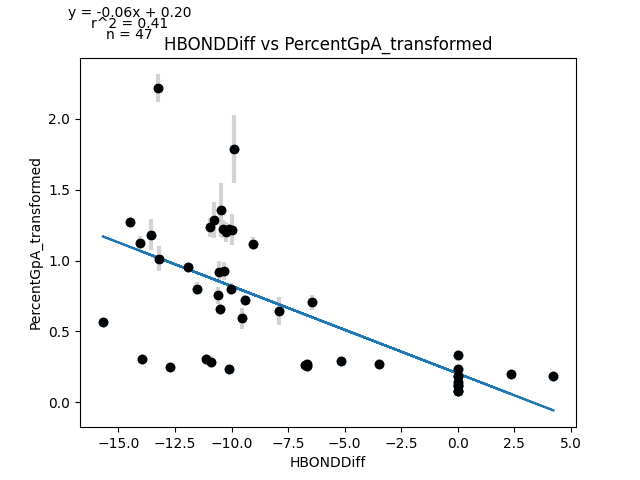 y = -0.06x + 0.20
r^2 = 0.41
n = 47
HBONDDiff vs PercentGpA_transformed
PercentGpA_transformed
2.0
1.5
1.0
0.5
0.0
−15.0 −12.5 −10.0 −7.5 −5.0 −2.5 0.0 2.5 5.0
HBONDDiff